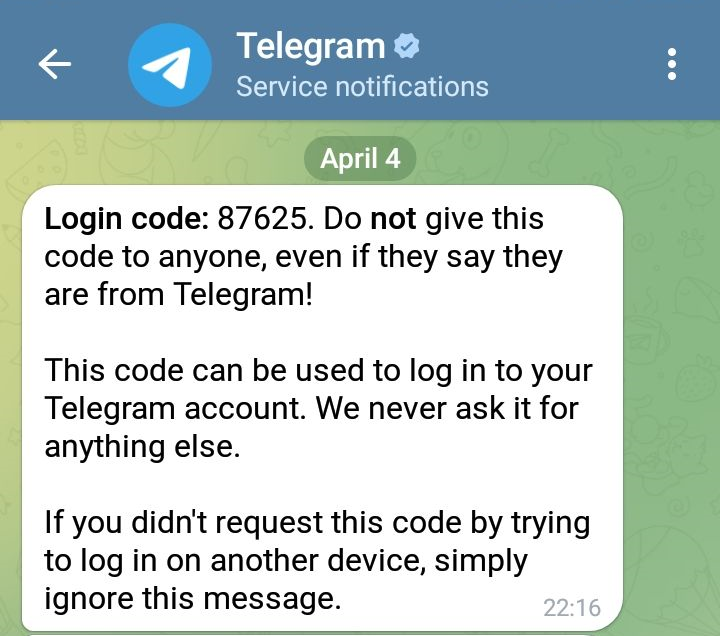 Telegram
Service notifications
April 4
Login code: 87625. Do not give this
code to anyone, even if they say they
are from Telegram!
This code can be used to log in to your
Telegram account. We never ask it for
anything else.
If you didn't request this code by trying
to log in on another device, simply
ignore this message.
22:16